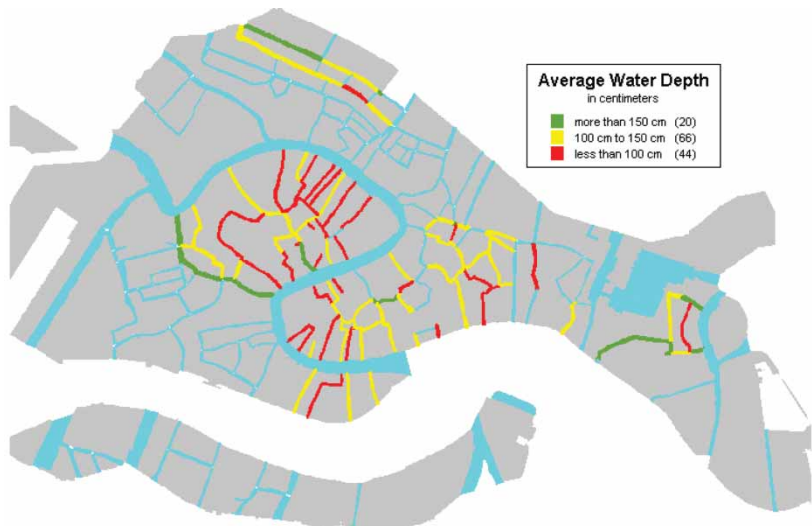 Average Water Depth
in centimeters
more than 150 cm (20)
100 cm to 150 cm (66)
less than 100 cm (44)